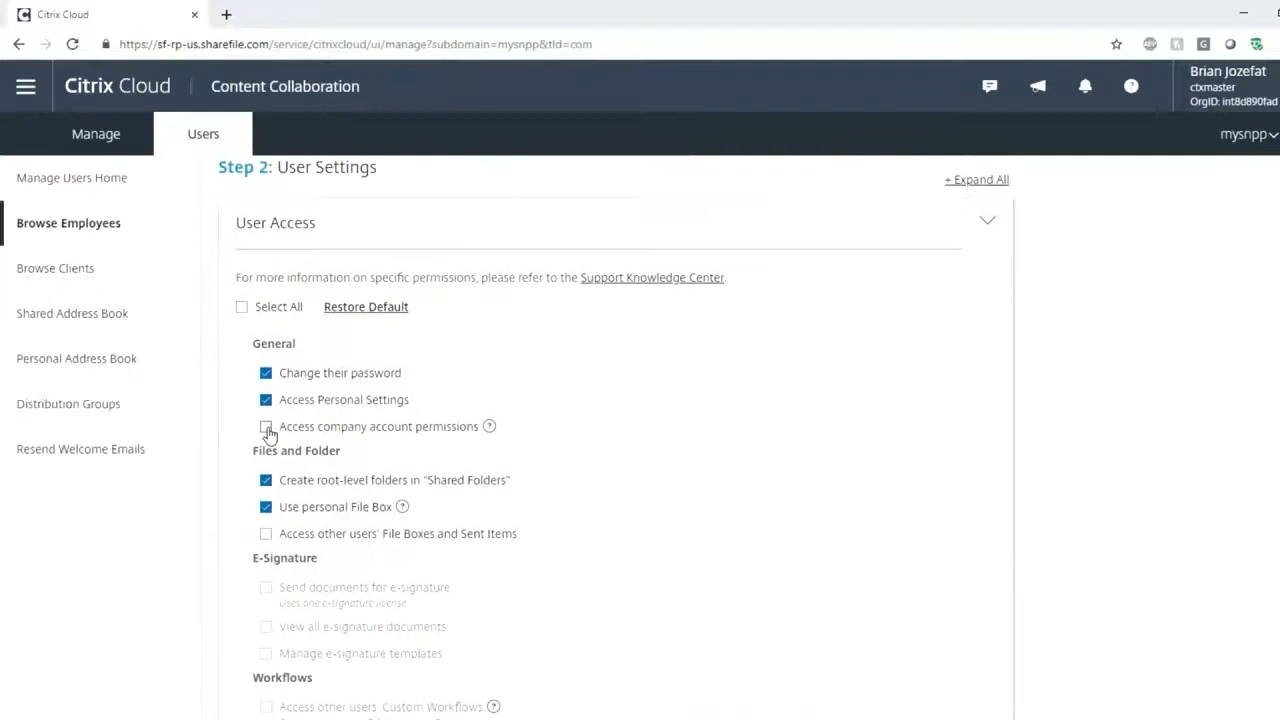 Citrix Cloud
https://sf-rp-us.sharefile.com/service/citrixcloud/ui/manage?subdomain=mysnpp&tld=com
Citrix Cloud
Content Collaboration
Brian Jozefat
ctxmaster
OrgID: int8d890fad
Manage
Users
mysnpp
Manage Users Home
Browse Employees
Browse Clients
Shared Address Book
Personal Address Book
Distribution Groups
Resend Welcome Emails
Step 2: User Settings
+ Expand All
User Access
For more information on specific permissions, please refer to the Support Knowledge Center.
Select All Restore Default
General
Change their password
Access Personal Settings
Access company account permissions ?
Files and Folder
Create root-level folders in "Shared Folders"
Use personal File Box ?
Access other users' File Boxes and Sent Items
E-Signature
Send documents for e-signature
Uses one e-signature license
View all e-signature documents
Manage e-signature templates
Workflows
Access other users' Custom Workflows ?